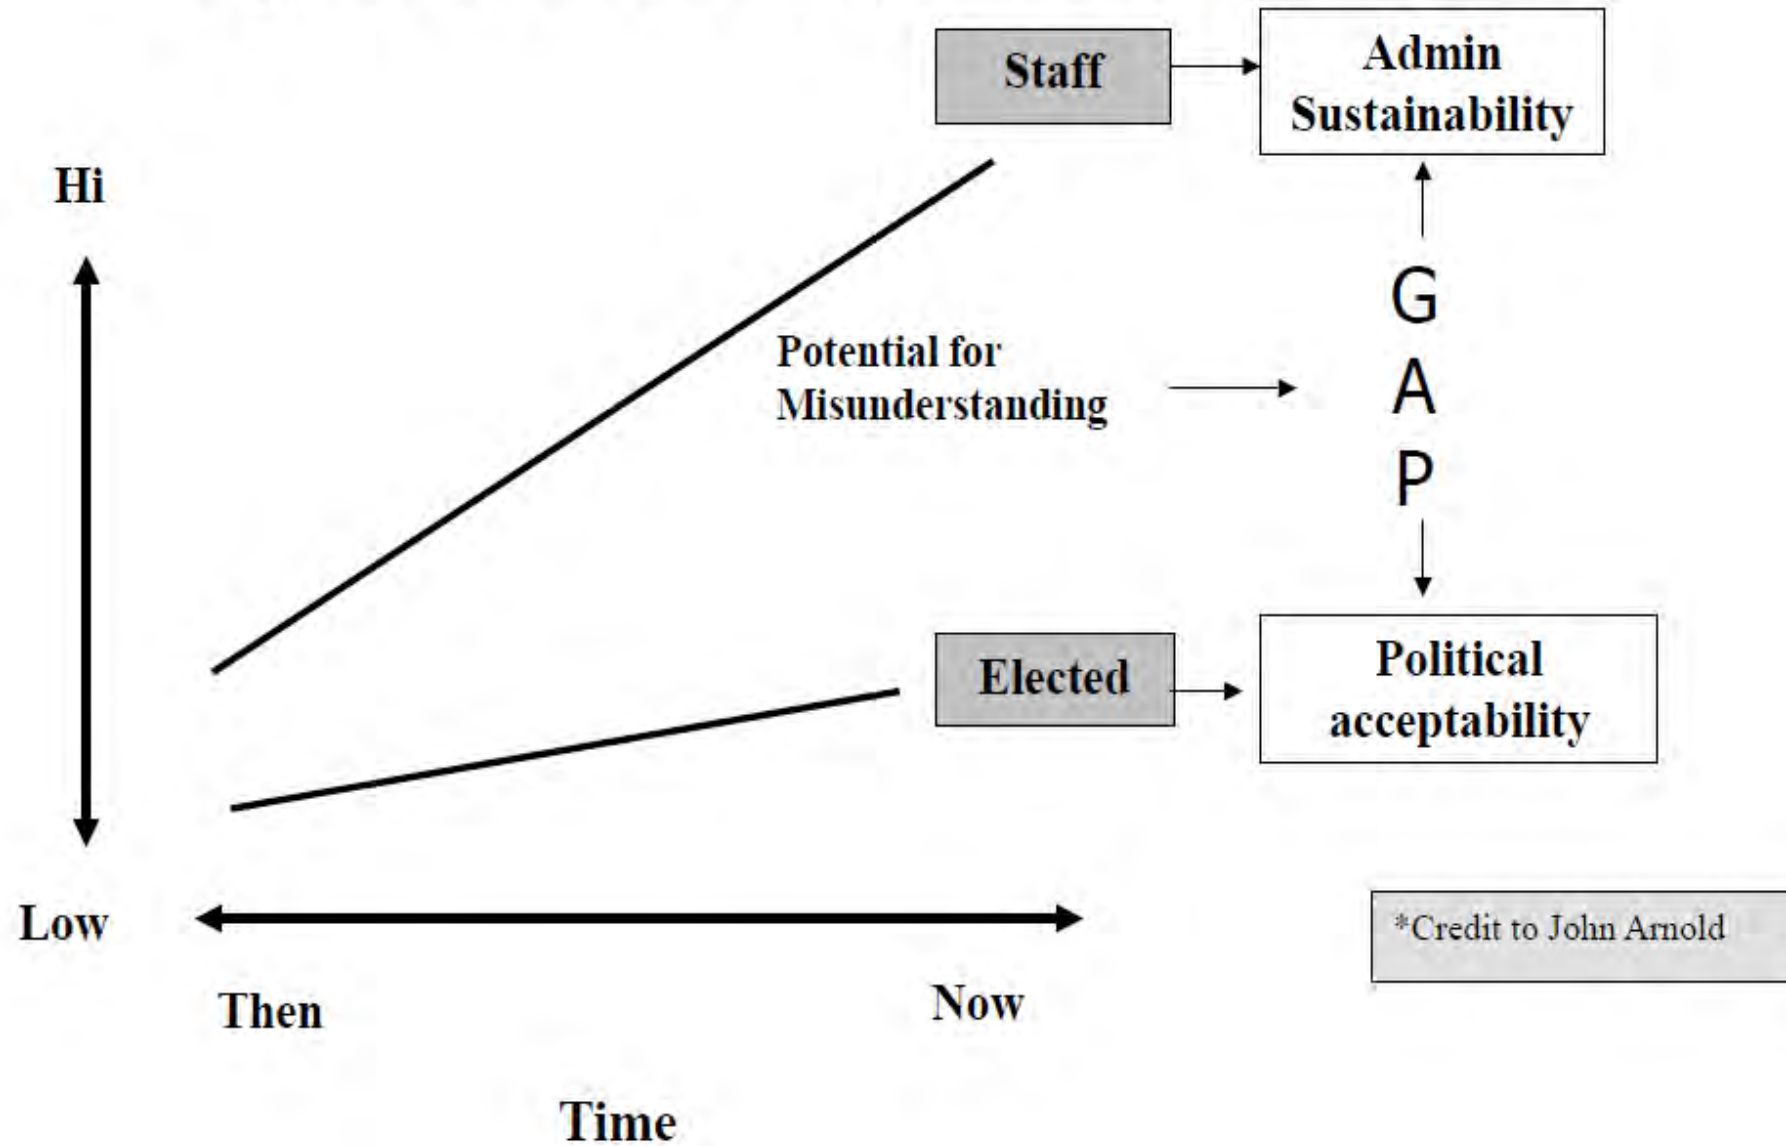 Staff
Admin
Sustainability
Hi
G
A
P
Potential for
Misunderstanding
Elected
Political
acceptability
Low
*Credit to John Arnold
Then
Now
Time